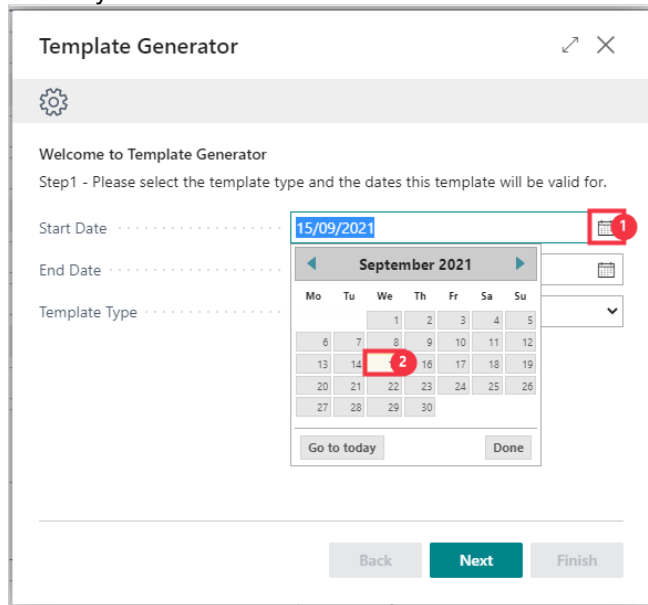 Template Generator
Welcome to Template Generator
Step1 - Please select the template type and the dates this template will be valid for.
Start Date 15/09/2021 1
End Date
Template Type
September 2021
Mo Tu We Th Fr Sa Su
1 2 3 4 5
6 7 8 9 10 11 12
13 14 2 16 17 18 19
20 21 22 23 24 25 26
27 28 29 30
Go to today Done
Back Next Finish